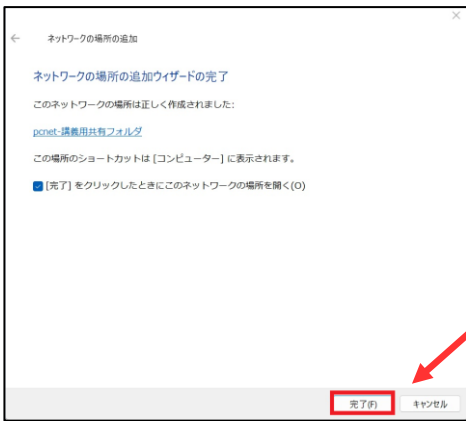 ネットワークの場所の追加
ネットワークの場所の追加ウィザードの完了
このネットワークの場所は正しく作成されました:
pcnet-講義用共有フォルダ
この場所のショートカットは [コンピューター] に表示されます。
[完了] をクリックしたときにこのネットワークの場所を開く(O)
完了(F)
キャンセル